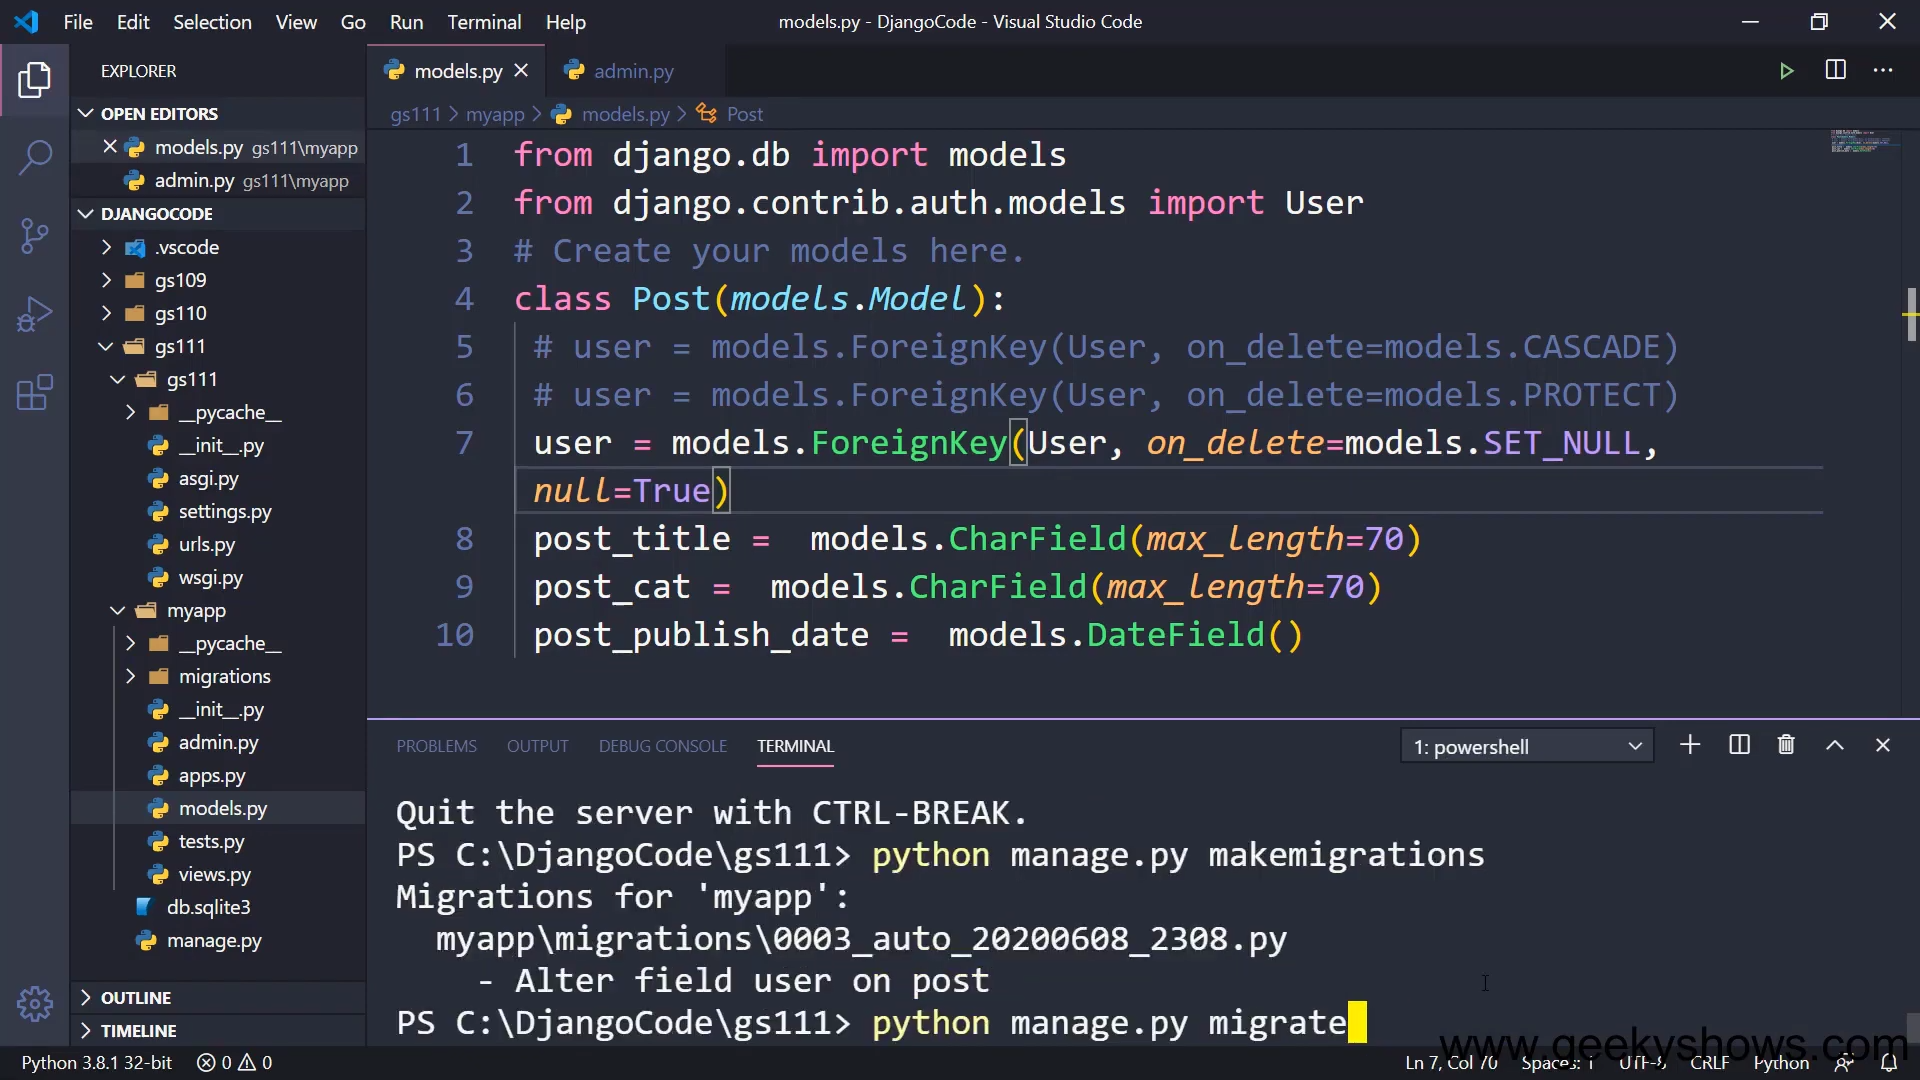 File Edit Selection View Go Run Terminal Help
models.py - DjangoCode - Visual Studio Code
EXPLORER
OPEN EDITORS
models.py gs111\myapp
admin.py gs111\myapp
DJANGOCODE
.vscode
gs109
gs110
gs111
gs111
__pycache__
__init__.py
asgi.py
settings.py
urls.py
wsgi.py
myapp
__pycache__
migrations
__init__.py
admin.py
apps.py
models.py
tests.py
views.py
db.sqlite3
manage.py
OUTLINE
TIMELINE
models.py admin.py
gs111 > myapp > models.py > Post
1 from django.db import models
2 from django.contrib.auth.models import User
3 # Create your models here.
4 class Post(models.Model):
5 # user = models.ForeignKey(User, on_delete=models.CASCADE)
6 # user = models.ForeignKey(User, on_delete=models.PROTECT)
7 user = models.ForeignKey(User, on_delete=models.SET_NULL,
null=True)
8 post_title = models.CharField(max_length=70)
9 post_cat = models.CharField(max_length=70)
10 post_publish_date = models.DateField()
PROBLEMS OUTPUT DEBUG CONSOLE TERMINAL
1: powershell
Quit the server with CTRL-BREAK.
PS C:\DjangoCode\gs111> python manage.py makemigrations
Migrations for 'myapp':
myapp\migrations\0003_auto_20200608_2308.py
- Alter field user on post
PS C:\DjangoCode\gs111> python manage.py migrate
www.geekyshows.com
Python 3.8.1 32-bit 0 0
Ln 7, Col 70 Spaces: 1 UTF-8 CRLF Python